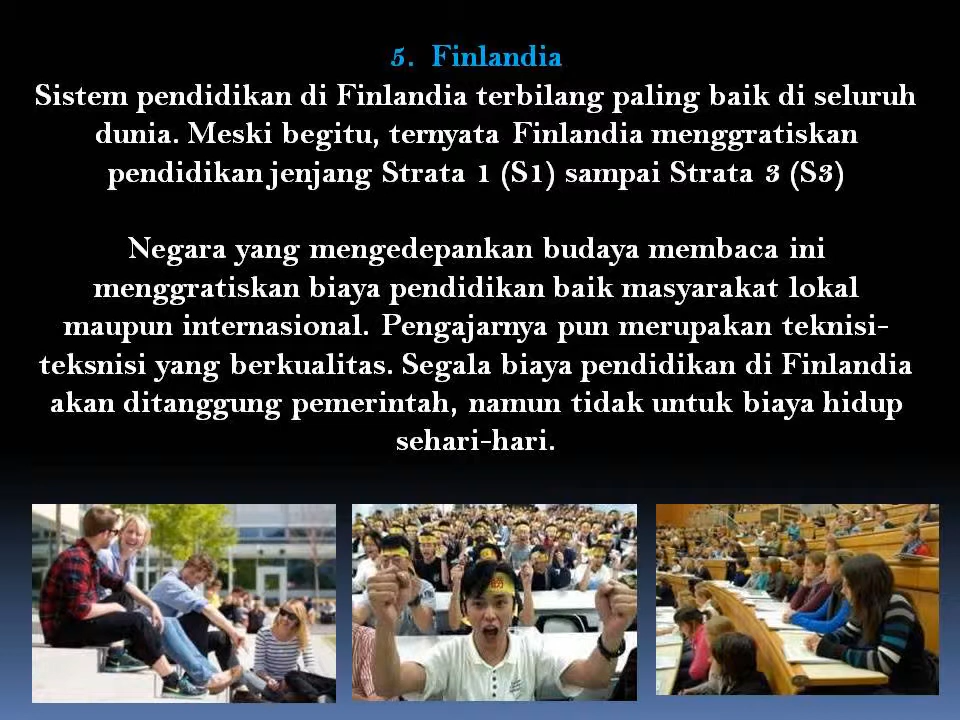 5. Finlandia
Sistem pendidikan di Finlandia terbilang paling baik di seluruh
dunia. Meski begitu, ternyata Finlandia menggratiskan
pendidikan jenjang Strata 1 (S1) sampai Strata 3 (S3)
Negara yang mengedepankan budaya membaca ini
menggratiskan biaya pendidikan baik masyarakat lokal
maupun internasional. Pengajarnya pun merupakan teknisi-
teksnisi yang berkualitas. Segala biaya pendidikan di Finlandia
akan ditanggung pemerintah, namun tidak untuk biaya hidup
sehari-hari.
勝